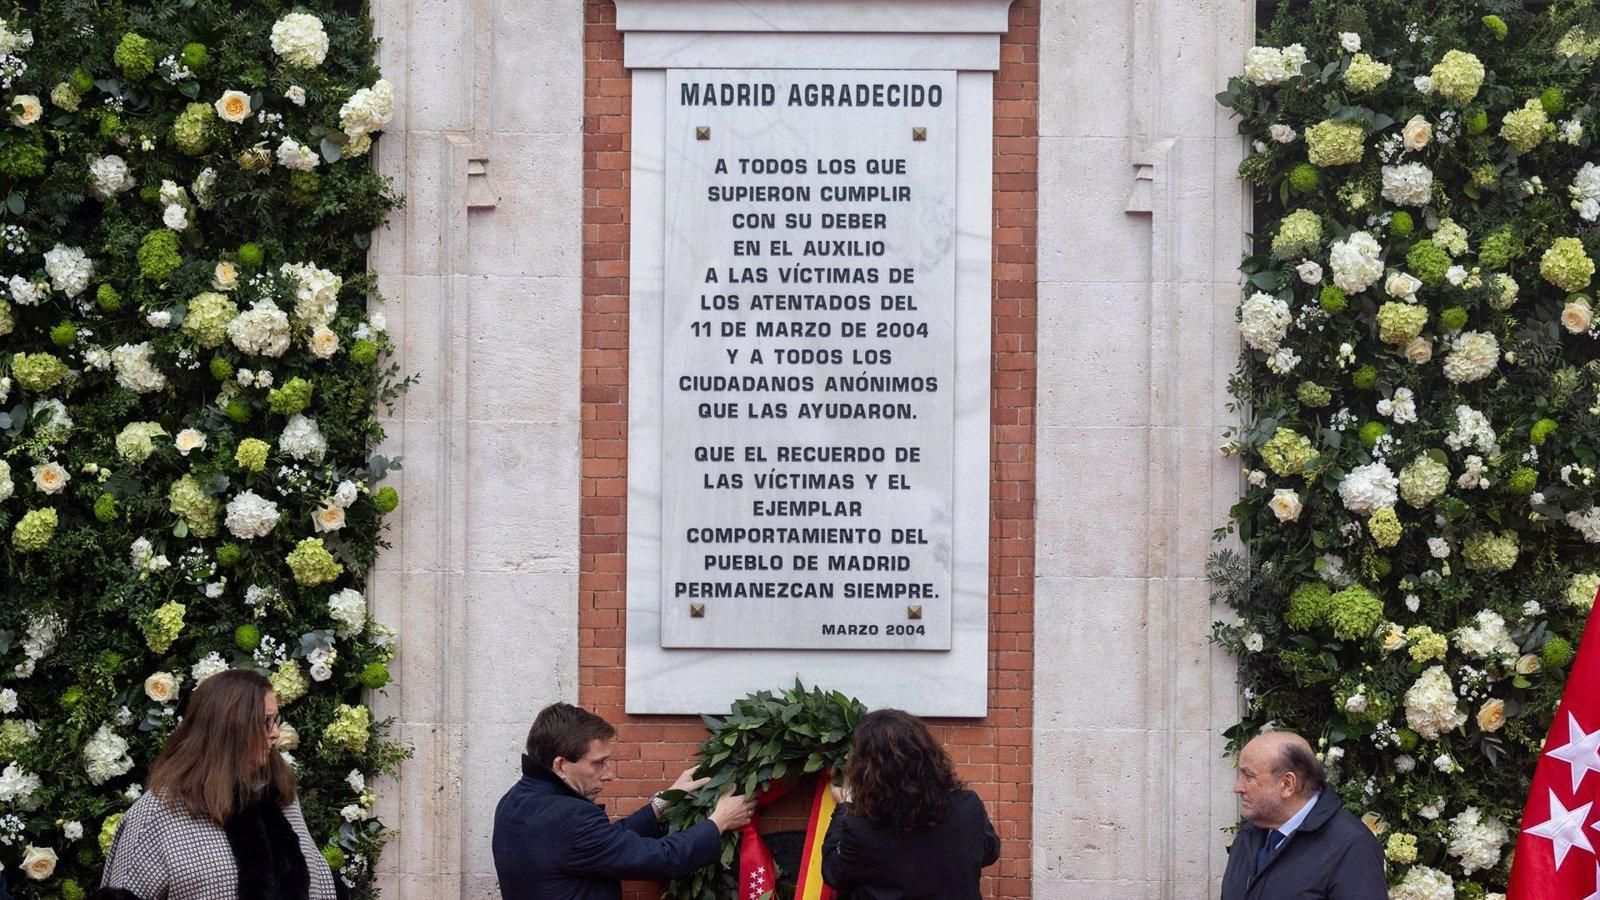 MADRID AGRADECIDO
A TODOS LOS QUE
SUPIERON CUMPLIR
CON SU DEBER
EN EL AUXILIO
A LAS VÍCTIMAS DE
LOS ATENTADOS DEL
11 DE MARZO DE 2004
Y A TODOS LOS
CIUDADANOS ANÓNIMOS
QUE LAS AYUDARON.
QUE EL RECUERDO DE
LAS VÍCTIMAS Y EL
EJEMPLAR
COMPORTAMIENTO DEL
PUEBLO DE MADRID
PERMANEZCAN SIEMPRE.
MARZO 2004